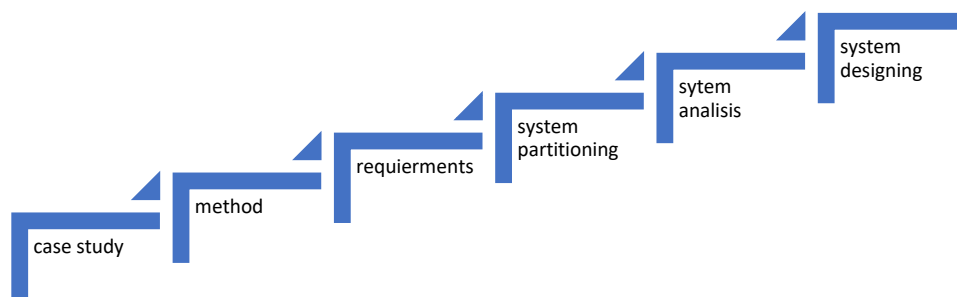 case study
method
requierments
system
partitioning
sytem
analisis
system
designing